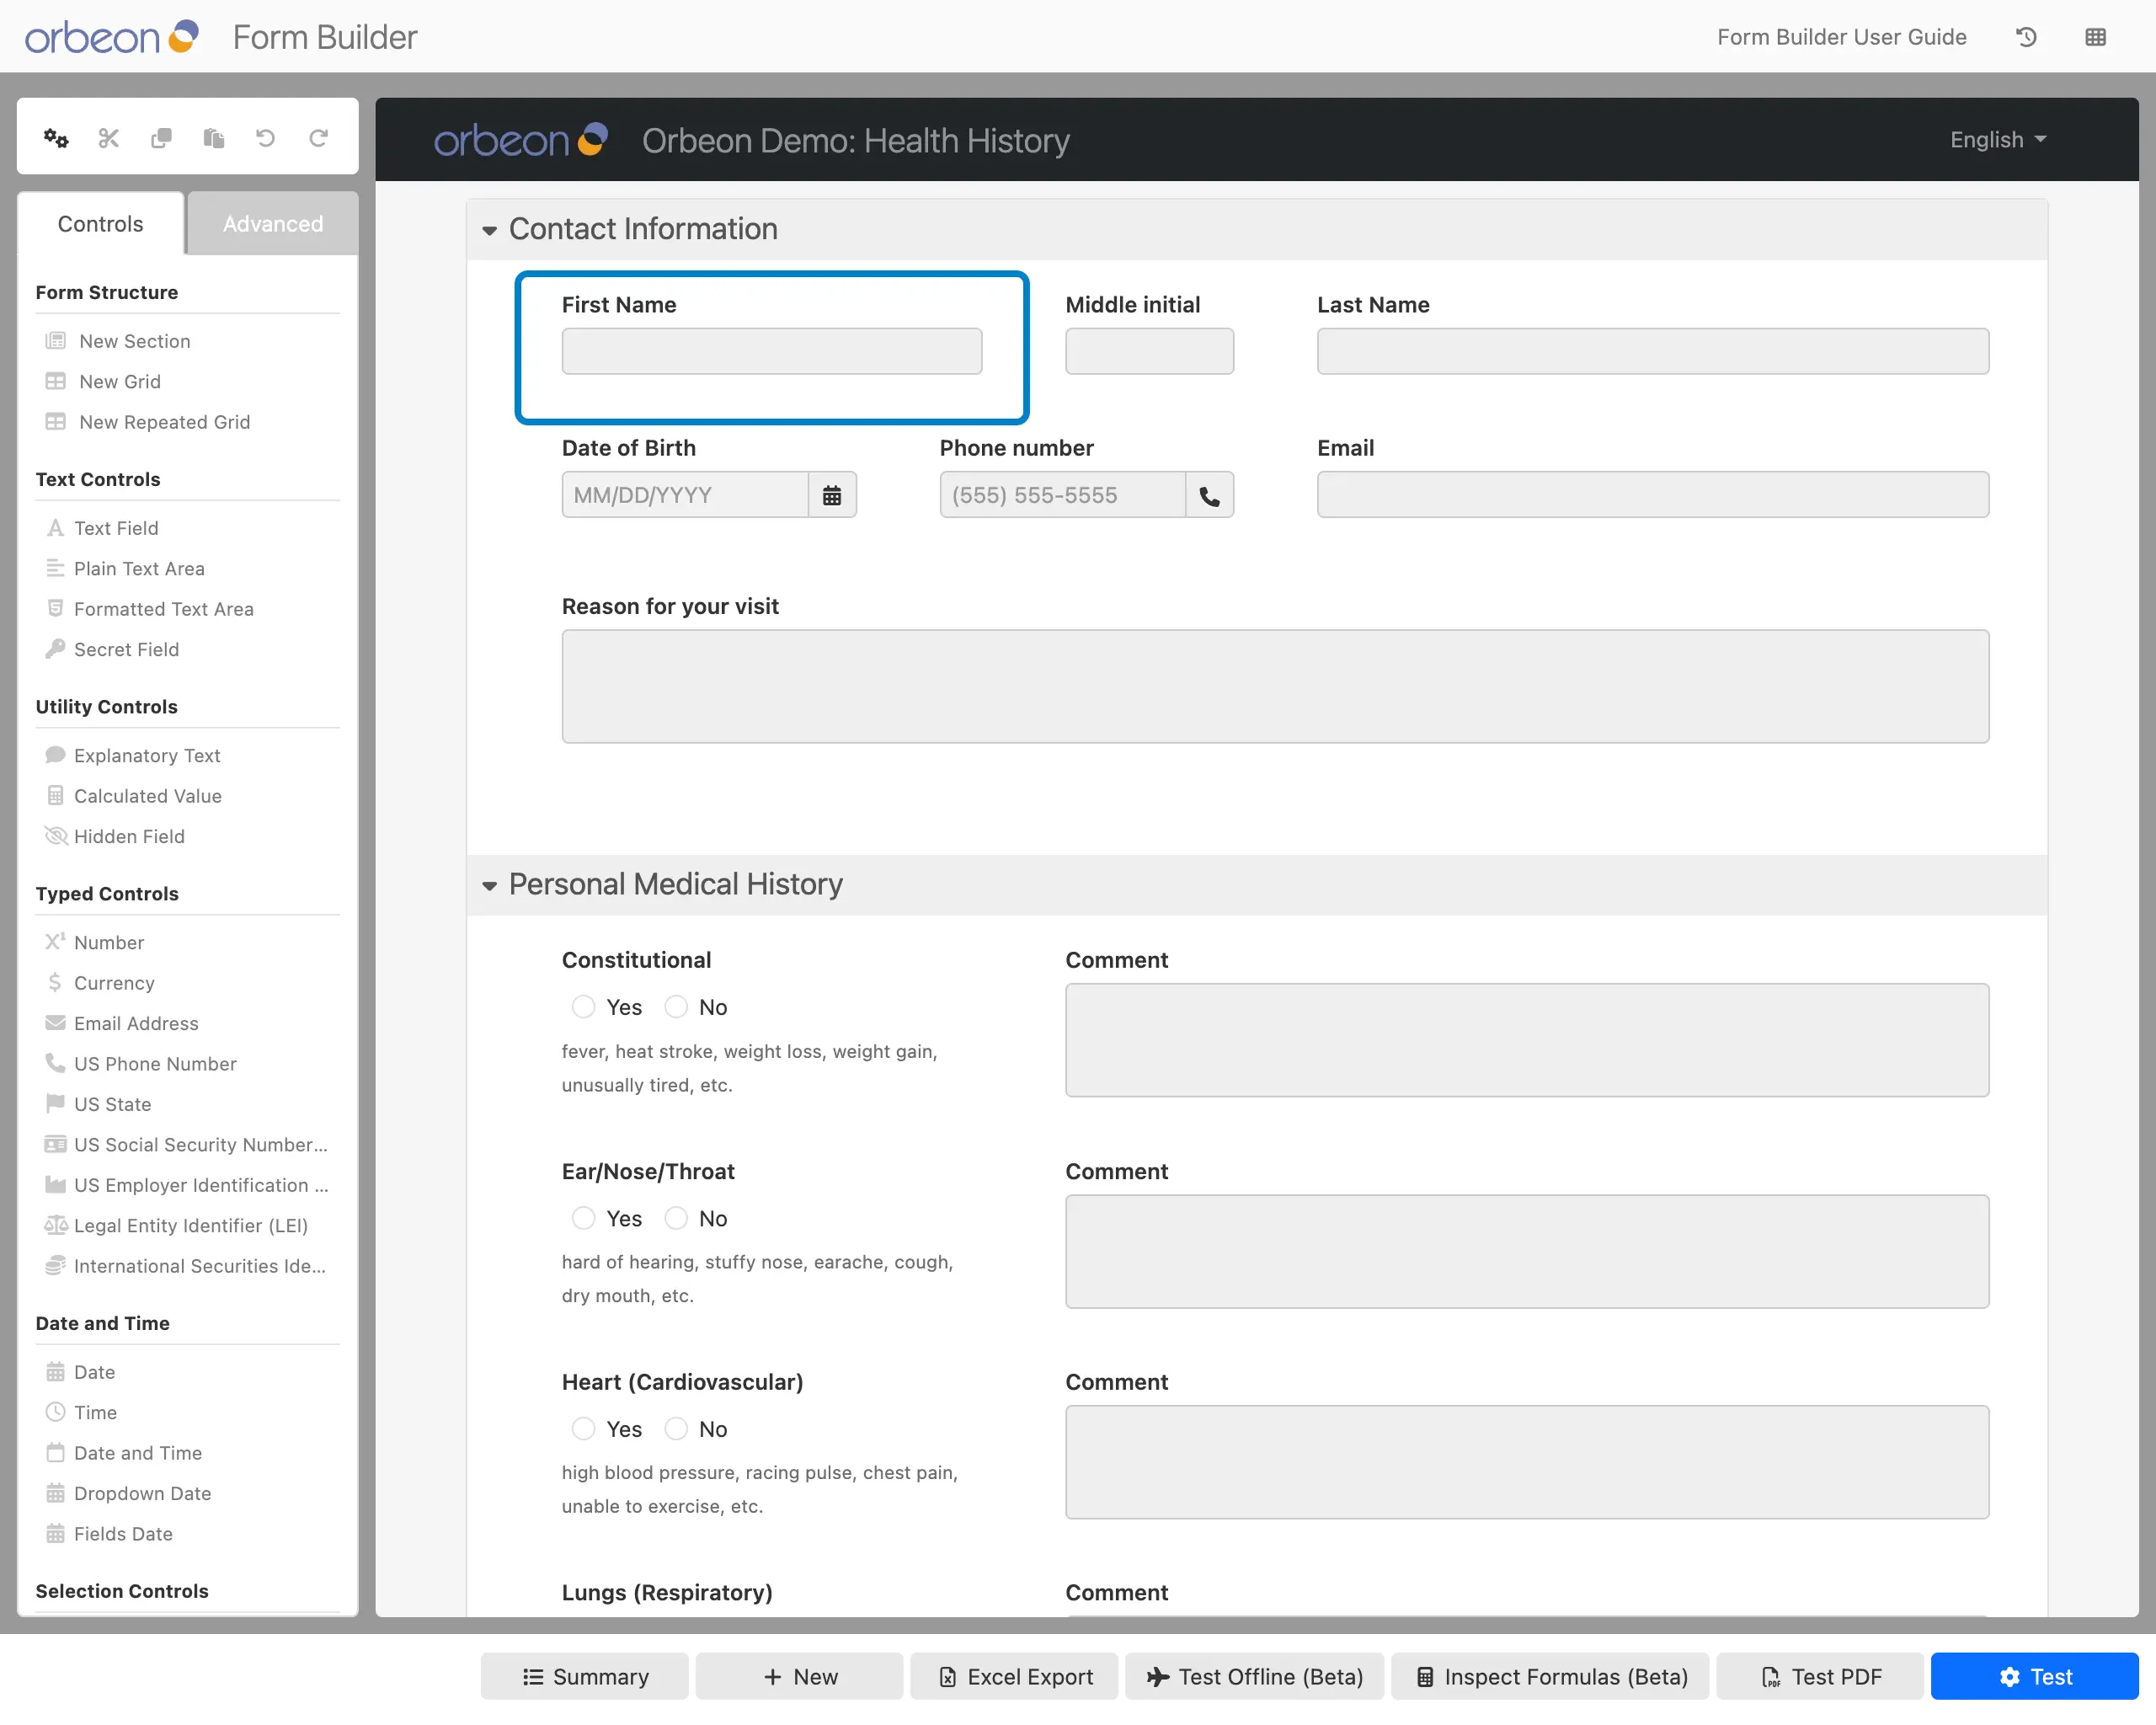 orbeon Form Builder
Form Builder User Guide
Controls
Advanced
Form Structure
New Section
New Grid
New Repeated Grid
Text Controls
Text Field
Plain Text Area
Formatted Text Area
Secret Field
Utility Controls
Explanatory Text
Calculated Value
Hidden Field
Typed Controls
Number
Currency
Email Address
US Phone Number
US State
US Social Security Number...
US Employer Identification ...
Legal Entity Identifier (LEI)
International Securities Ide...
Date and Time
Date
Time
Date and Time
Dropdown Date
Fields Date
Selection Controls
orbeon Orbeon Demo: Health History
English
Contact Information
First Name
Middle initial
Last Name
Date of Birth
Phone number
Email
MM/DD/YYYY
(555) 555-5555
Reason for your visit
Personal Medical History
Constitutional
Comment
Yes No
fever, heat stroke, weight loss, weight gain,
unusually tired, etc.
Ear/Nose/Throat
Comment
Yes No
hard of hearing, stuffy nose, earache, cough,
dry mouth, etc.
Heart (Cardiovascular)
Comment
Yes No
high blood pressure, racing pulse, chest pain,
unable to exercise, etc.
Lungs (Respiratory)
Comment
Summary
New
Excel Export
Test Offline (Beta)
Inspect Formulas (Beta)
PDF Test PDF
Test